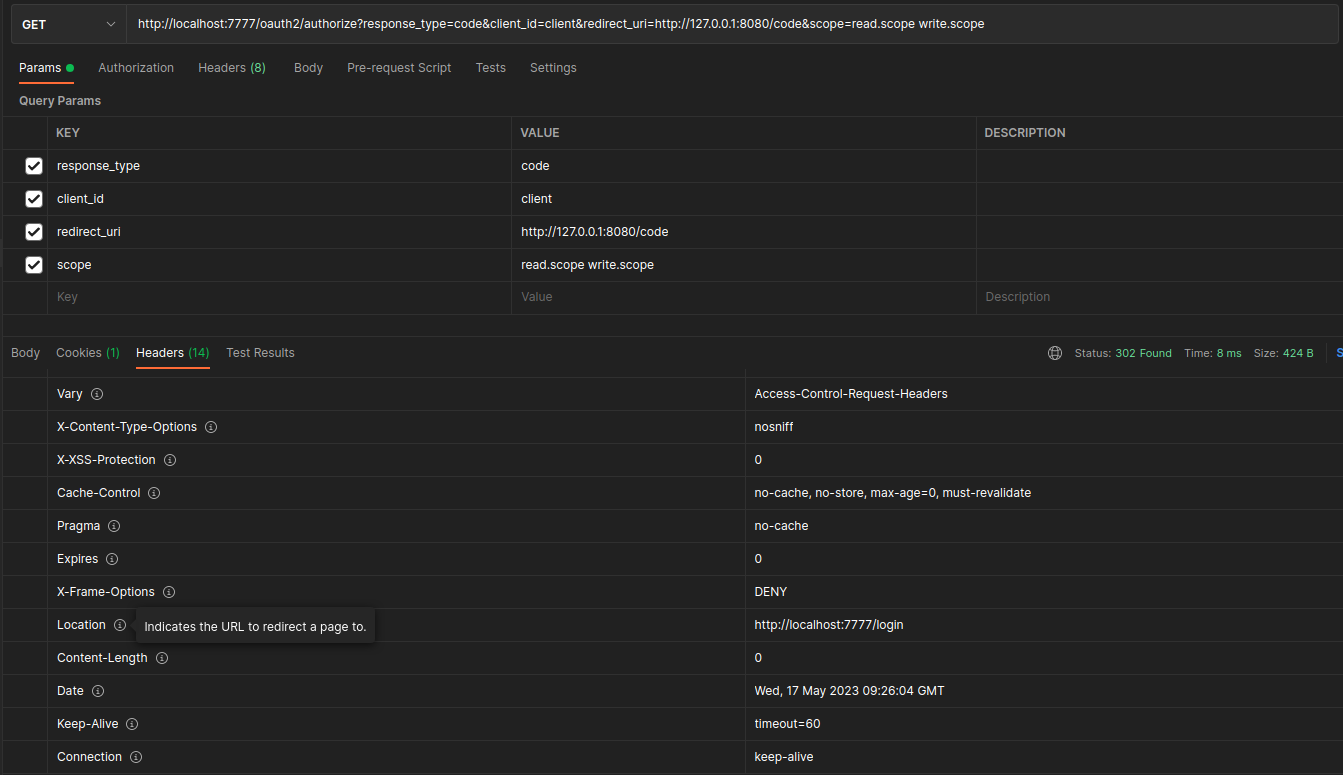 GET http://localhost:7777/oauth2/authorize?response_type=code&client_id=client&redirect_uri=http://127.0.0.1:8080/code&scope=read.scope write.scope
Params Authorization Headers (8) Body Pre-request Script Tests Settings
Query Params
KEY VALUE DESCRIPTION
response_type code
client_id client
redirect_uri http://127.0.0.1:8080/code
scope read.scope write.scope
Key Value Description
Body Cookies (1) Headers (14) Test Results Status: 302 Found Time: 8 ms Size: 424 B S
Vary Access-Control-Request-Headers
X-Content-Type-Options nosniff
X-XSS-Protection 0
Cache-Control no-cache, no-store, max-age=0, must-revalidate
Pragma no-cache
Expires 0
X-Frame-Options DENY
Location Indicates the URL to redirect a page to. http://localhost:7777/login
Content-Length 0
Date Wed, 17 May 2023 09:26:04 GMT
Keep-Alive timeout=60
Connection keep-alive